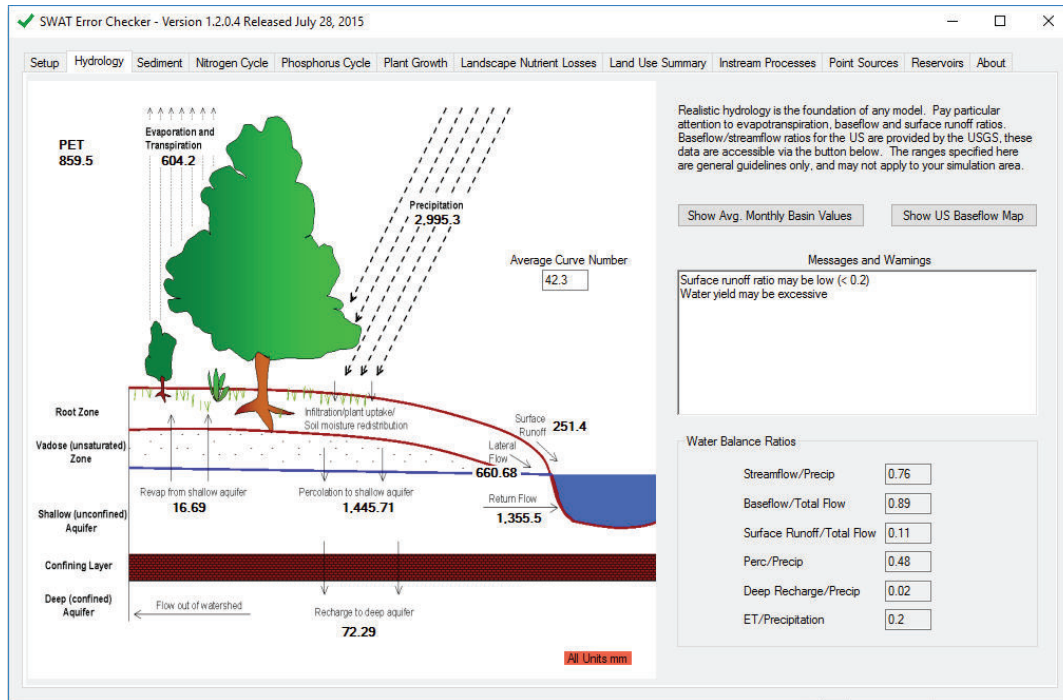 SWAT Error Checker - Version 1.2.0.4 Released July 28, 2015
Setup Hydrology Sediment Nitrogen Cycle Phosphorus Cycle Plant Growth Landscape Nutrient Losses Land Use Summary Instream Processes Point Sources Reservoirs About
PET
859.5
Evaporation and
Transpiration
604.2
Precipitation
2,995.3
Average Curve Number
42.3
Root Zone
Infiltration/plant uptake/
Soil moisture redistribution
Surface
Runoff
251.4
Vadose (unsaturated)
Zone
Lateral
Flow
660.68
Revap from shallow aquifer
16.69
Percolation to shallow aquifer
1,445.71
Return Flow
1,355.5
Shallow (unconfined)
Aquifer
Confining Layer
Deep (confined)
Aquifer
Flow out of watershed
Recharge to deep aquifer
72.29
All Units mm
Realistic hydrology is the foundation of any model. Pay particular
attention to evapotranspiration, baseflow and surface runoff ratios.
Baseflow/streamflow ratios for the US are provided by the USGS, these
data are accessible via the button below. The ranges specified here
are general guidelines only, and may not apply to your simulation area.
Show Avg. Monthly Basin Values
Show US Baseflow Map
Messages and Warnings
Surface runoff ratio may be low (< 0.2)
Water yield may be excessive
Water Balance Ratios
Streamflow/Precip 0.76
Baseflow/Total Flow 0.89
Surface Runoff/Total Flow 0.11
Perc/Precip 0.48
Deep Recharge/Precip 0.02
ET/Precipitation 0.2